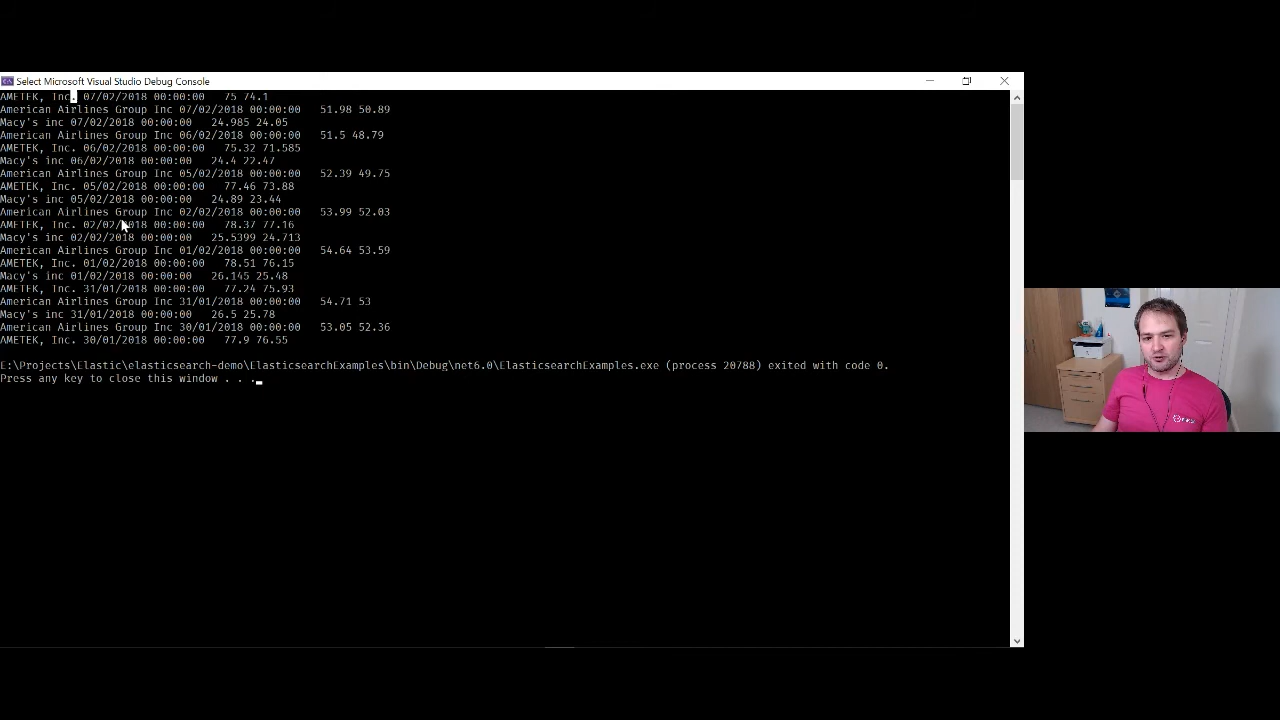 Select Microsoft Visual Studio Debug Console
AMETEK, Inc. 07/02/2018 00:00:00   75 74.1
American Airlines Group Inc 07/02/2018 00:00:00   51.98 50.89
Macy's inc 07/02/2018 00:00:00   24.985 24.05
American Airlines Group Inc 06/02/2018 00:00:00   51.5 48.79
AMETEK, Inc. 06/02/2018 00:00:00   75.32 71.585
Macy's inc 06/02/2018 00:00:00   24.4 22.47
American Airlines Group Inc 05/02/2018 00:00:00   52.39 49.75
AMETEK, Inc. 05/02/2018 00:00:00   77.46 73.88
Macy's inc 05/02/2018 00:00:00   24.89 23.44
American Airlines Group Inc 02/02/2018 00:00:00   53.99 52.03
AMETEK, Inc. 02/02/2018 00:00:00   78.37 77.16
Macy's inc 02/02/2018 00:00:00   25.5399 24.713
American Airlines Group Inc 01/02/2018 00:00:00   54.64 53.59
AMETEK, Inc. 01/02/2018 00:00:00   78.51 76.15
Macy's inc 01/02/2018 00:00:00   26.145 25.48
AMETEK, Inc. 31/01/2018 00:00:00   77.24 75.93
American Airlines Group Inc 31/01/2018 00:00:00   54.71 53
Macy's inc 31/01/2018 00:00:00   26.5 25.78
American Airlines Group Inc 30/01/2018 00:00:00   53.05 52.36
AMETEK, Inc. 30/01/2018 00:00:00   77.9 76.55
E:\Projects\Elastic\elasticsearch-demo\ElasticsearchExamples\bin\Debug\net6.0\ElasticsearchExamples.exe (process 20788) exited with code 0.
Press any key to close this window . . .